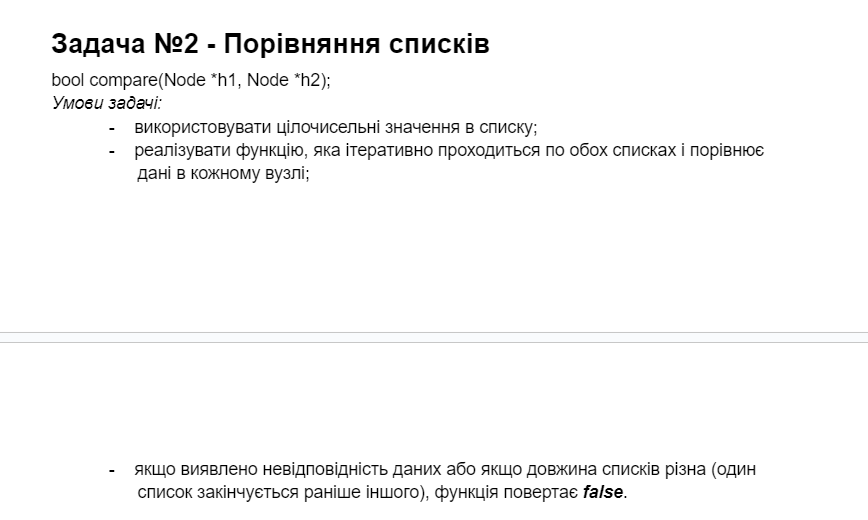 Задача №2 - Порівняння списків
bool compare(Node *h1, Node *h2);
Умови задачі:
- використовувати цілочисельні значення в списку;
- реалізувати функцію, яка ітеративно проходиться по обох списках і порівнює
дані в кожному вузлі;
- якщо виявлено невідповідність даних або якщо довжина списків різна (один
список закінчується раніше іншого), функція повертає false.